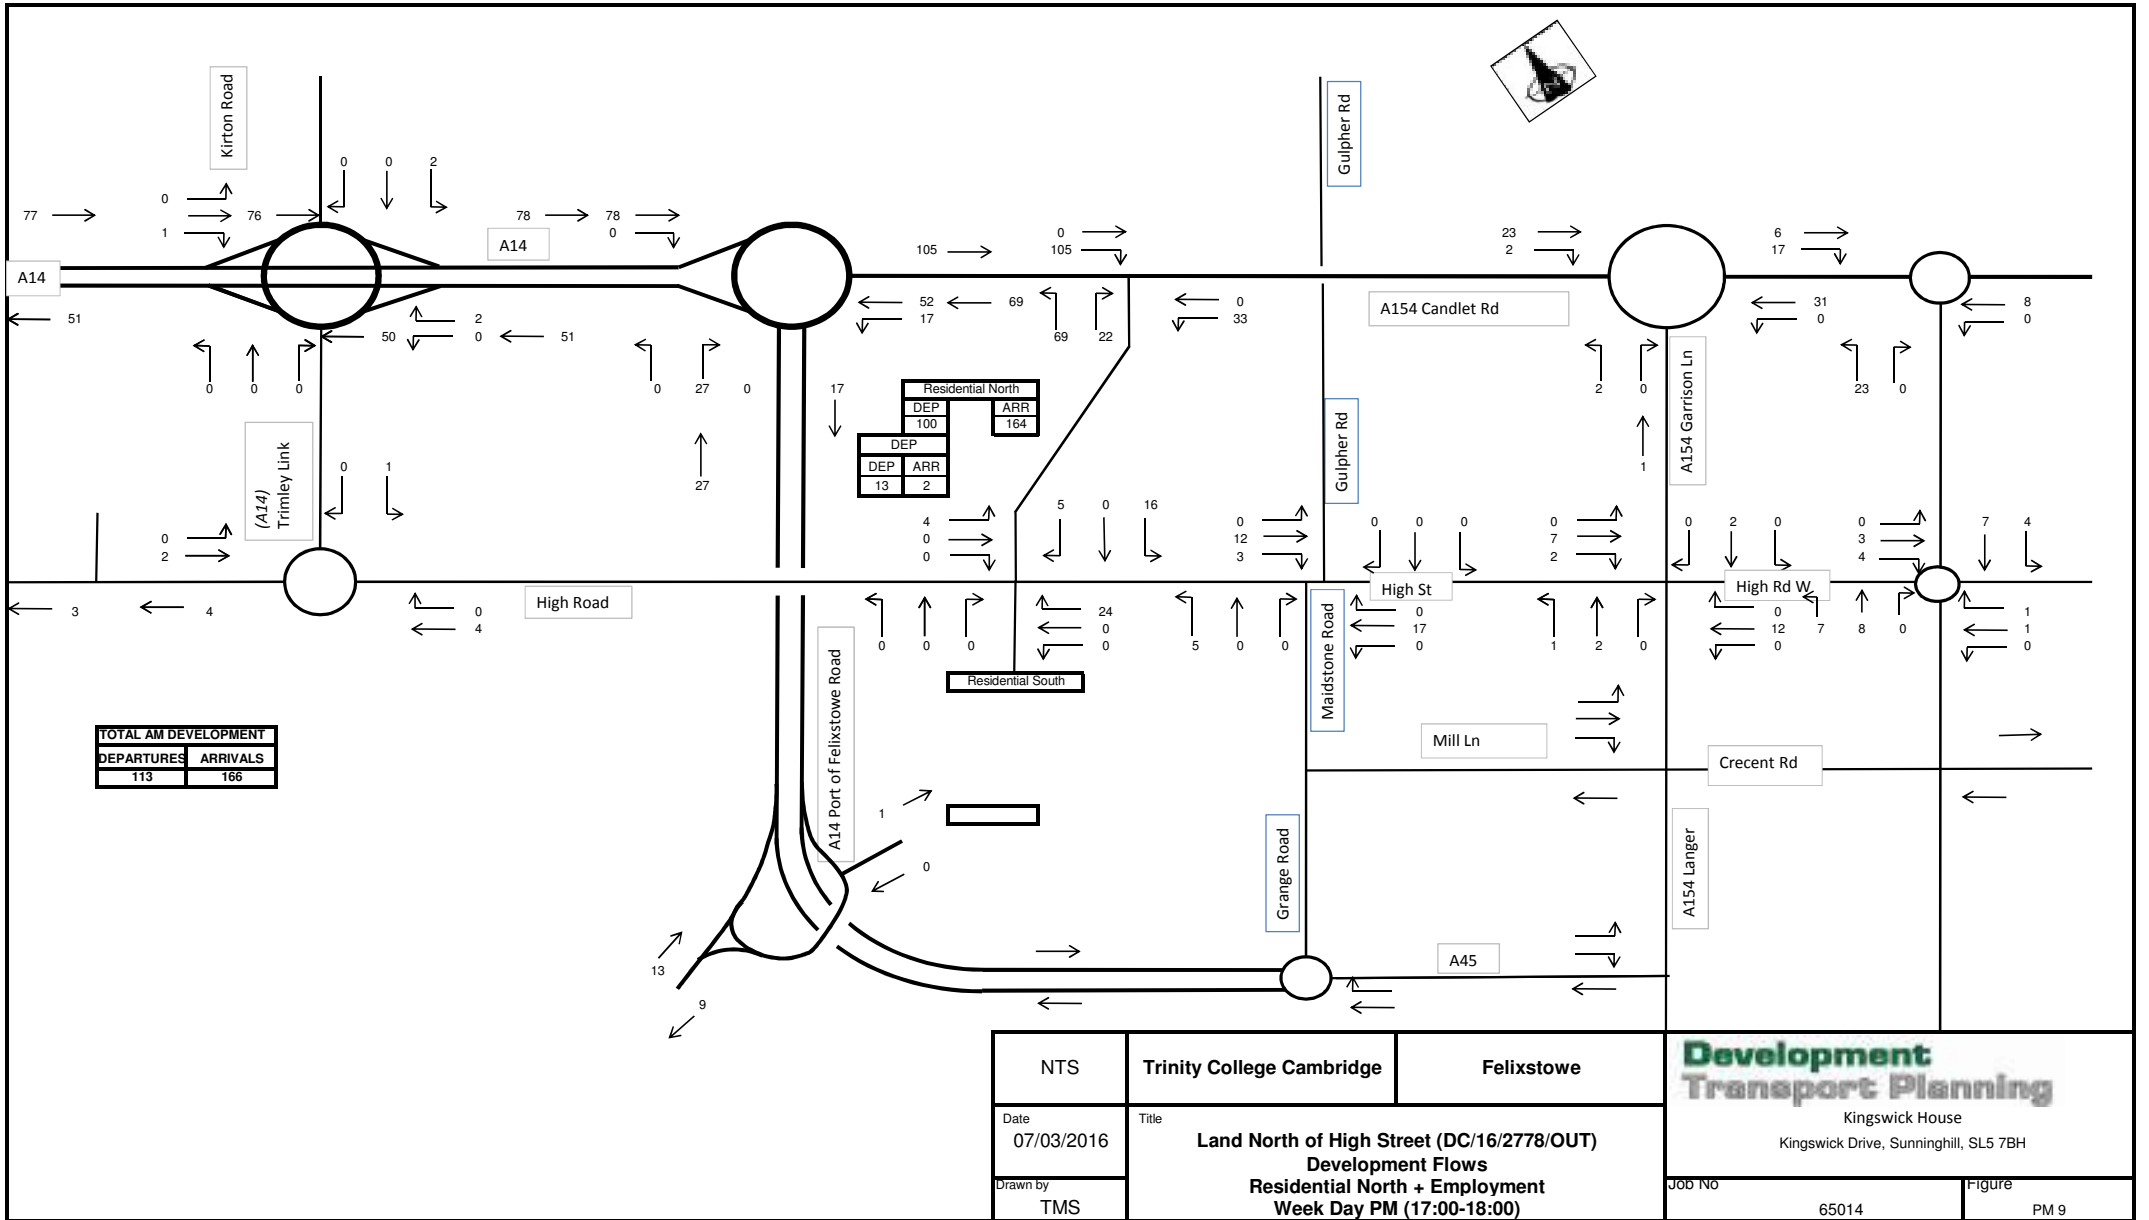 Kirton Road
Gulpher Rd
0 0 2
77
0
76
1
78 78
0
A14
105
0
105
23
2
6
17
A14
51
2
50 0 51
52 69
17
69 22
0
33
A154 Candlet Rd
31
0
8
0
0 0 0
0 27 0
17
Residential North
DEP ARR
100 164
DEP
DEP ARR
13 2
2 0
A154 Garrison Ln
23 0
Gulpher Rd
(A14)
Trimley Link
0 1
27
1
0
2
4
0
0
5 0 16
0
12
3
0 0 0
0
7
2
0 2 0
0
3
4
7 4
3 4
0
4
High Road
High St
High Rd W
0 0 0
24
0
0
5 0 0
Maidstone Road
0
17
0
1 2 0
0
12
0
7 8 0
1
1
0
A14 Port of Felixstowe Road
Residential South
TOTAL AM DEVELOPMENT
DEPARTURES ARRIVALS
113 166
Mill Ln
Crecent Rd
1
0
Grange Road
A154 Langer
13
9
A45
NTS
Trinity College Cambridge
Felixstowe
Development
Transport Planning
Kingswick House
Kingswick Drive, Sunninghill, SL5 7BH
Date
07/03/2016
Title
Land North of High Street (DC/16/2778/OUT)
Development Flows
Residential North + Employment
Week Day PM (17:00-18:00)
Drawn by
TMS
Job No
65014
Figure
PM 9